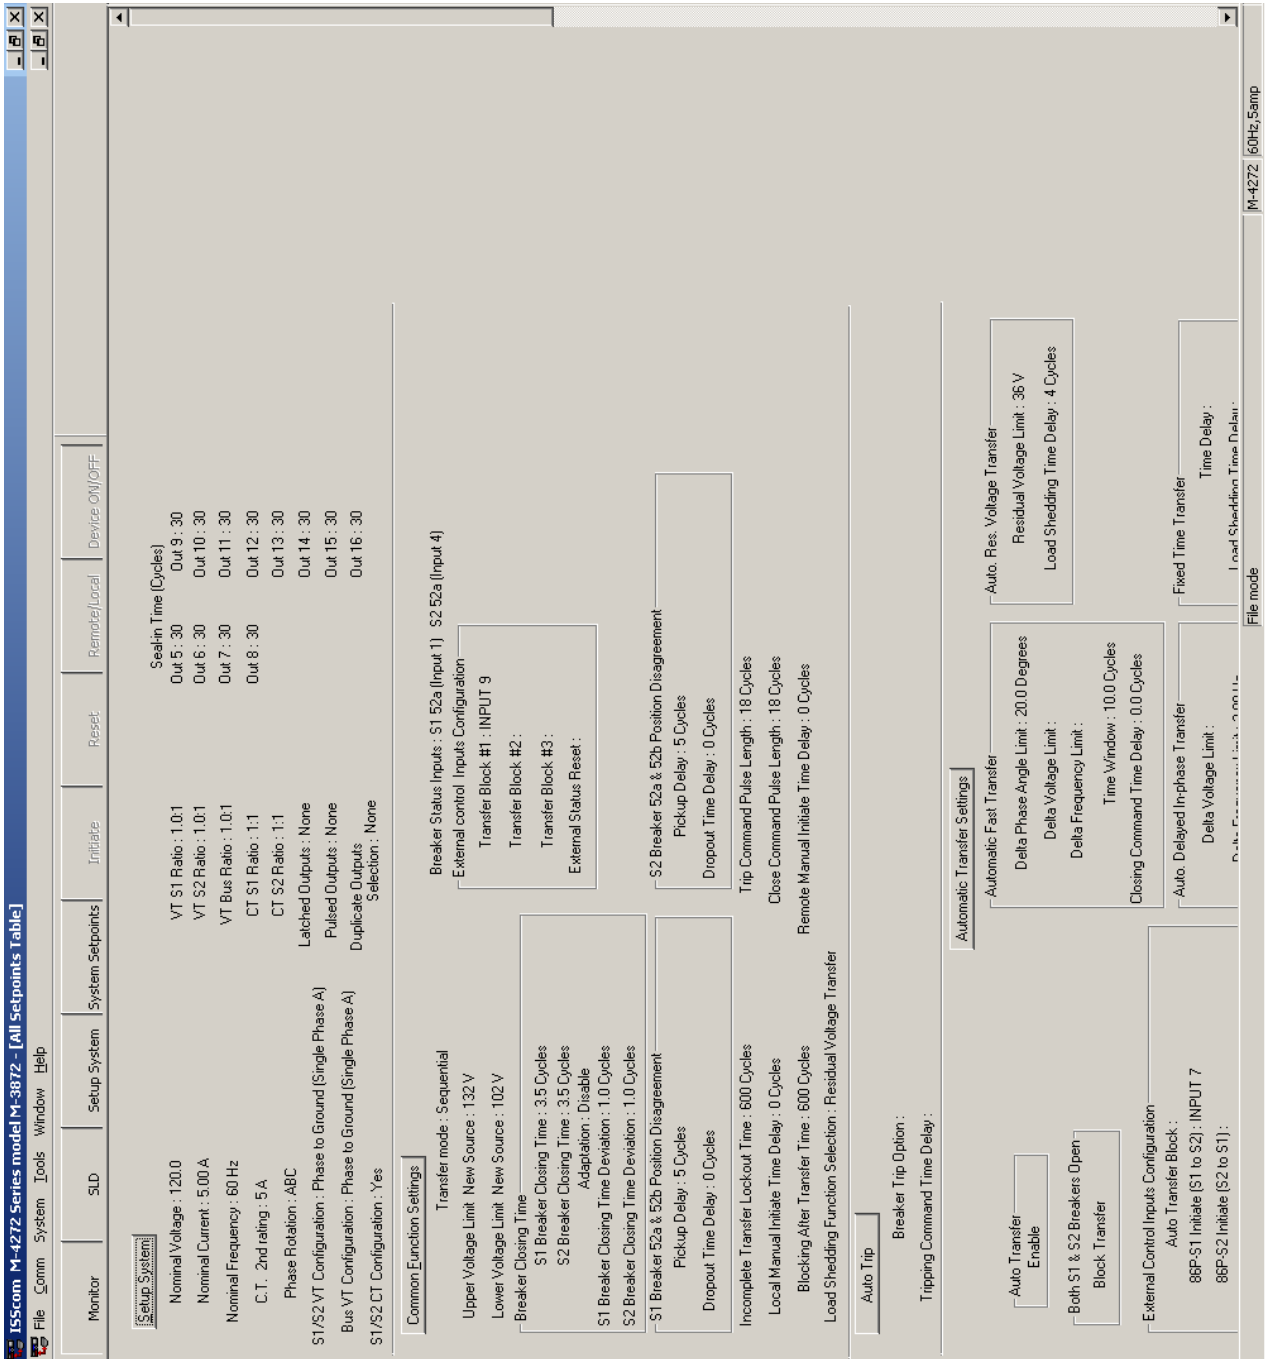 ISScom M-4272 Series model M-3872 - [All Setpoints Table]
File Comm System Tools Window Help
Monitor SLD Setup System System Setpoints Initiate Reset Remote/Local Device ON/OFF
Setup System
Nominal Voltage : 120.0
Nominal Current : 5.00 A
Nominal Frequency : 60 Hz
C.T. 2nd rating : 5 A
Phase Rotation : ABC
S1/S2 VT Configuration : Phase to Ground (Single Phase A)
Bus VT Configuration : Phase to Ground (Single Phase A)
S1/S2 CT Configuration : Yes
VT S1 Ratio : 1.0:1
VT S2 Ratio : 1.0:1
VT Bus Ratio : 1.0:1
CT S1 Ratio : 1:1
CT S2 Ratio : 1:1
Latched Outputs : None
Pulsed Outputs : None
Duplicate Outputs
Selection : None
Seal-in Time (Cycles)
Out 5 : 30 Out 9 : 30
Out 6 : 30 Out 10 : 30
Out 7 : 30 Out 11 : 30
Out 8 : 30 Out 12 : 30
Out 13 : 30
Out 14 : 30
Out 15 : 30
Out 16 : 30
Common Function Settings
Transfer mode : Sequential
Upper Voltage Limit New Source : 132 V
Lower Voltage Limit New Source : 102 V
Breaker Closing Time
S1 Breaker Closing Time : 3.5 Cycles
S2 Breaker Closing Time : 3.5 Cycles
Adaptation : Disable
S1 Breaker Closing Time Deviation : 1.0 Cycles
S2 Breaker Closing Time Deviation : 1.0 Cycles
Breaker Status Inputs : S1 52a (Input 1) S2 52a (Input 4)
External control Inputs Configuration
Transfer Block #1 : INPUT 9
Transfer Block #2 :
Transfer Block #3 :
External Status Reset :
S1 Breaker 52a & 52b Position Disagreement
Pickup Delay : 5 Cycles
Dropout Time Delay : 0 Cycles
S2 Breaker 52a & 52b Position Disagreement
Pickup Delay : 5 Cycles
Dropout Time Delay : 0 Cycles
Incomplete Transfer Lockout Time : 600 Cycles
Local Manual Initiate Time Delay : 0 Cycles
Blocking After Transfer Time : 600 Cycles
Load Shedding Function Selection : Residual Voltage Transfer
Trip Command Pulse Length : 18 Cycles
Close Command Pulse Length : 18 Cycles
Remote Manual Initiate Time Delay : 0 Cycles
Auto Trip
Breaker Trip Option :
Tripping Command Time Delay :
Automatic Transfer Settings
Auto Transfer
Enable
Both S1 & S2 Breakers Open
Block Transfer
External Control Inputs Configuration
Auto Transfer Block :
86P-S1 Initiate (S1 to S2) : INPUT 7
86P-S2 Initiate (S2 to S1) :
Automatic Fast Transfer
Delta Phase Angle Limit : 20.0 Degrees
Delta Voltage Limit :
Delta Frequency Limit :
Time Window : 10.0 Cycles
Closing Command Time Delay : 0.0 Cycles
Auto. Res. Voltage Transfer
Residual Voltage Limit : 36 V
Load Shedding Time Delay : 4 Cycles
Auto. Delayed In-phase Transfer
Delta Voltage Limit :
Fixed Time Transfer
Time Delay :
Load Shedding Time Delay :
File mode M-4272 60Hz,5amp